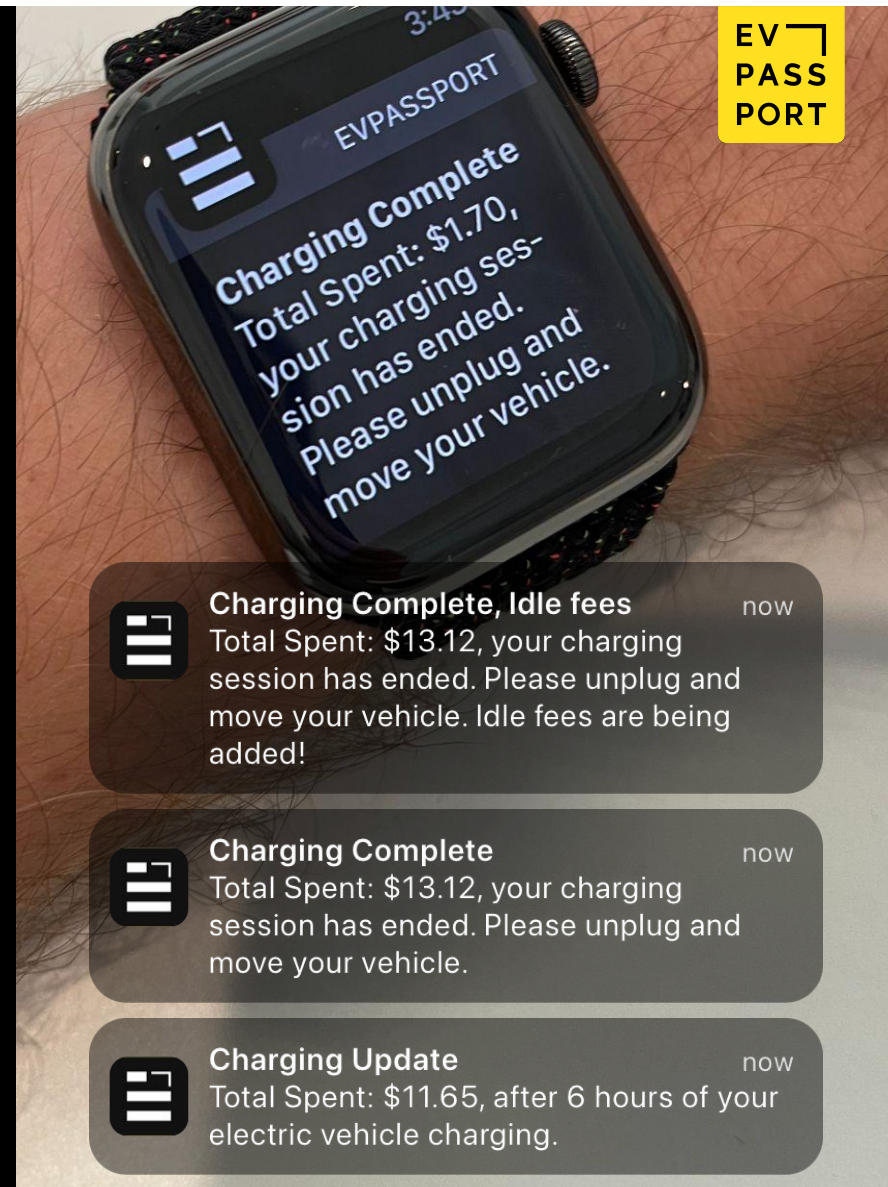 EV
PASS
PORT
EVPASSPORT
Charging Complete
Total Spent: $1.70,
your charging ses-
sion has ended.
Please unplug and
move your vehicle.
Charging Complete, Idle fees
now
Total Spent: $13.12, your charging
session has ended. Please unplug and
move your vehicle. Idle fees are being
added!
Charging Complete
now
Total Spent: $13.12, your charging
session has ended. Please unplug and
move your vehicle.
Charging Update
now
Total Spent: $11.65, after 6 hours of your
electric vehicle charging.